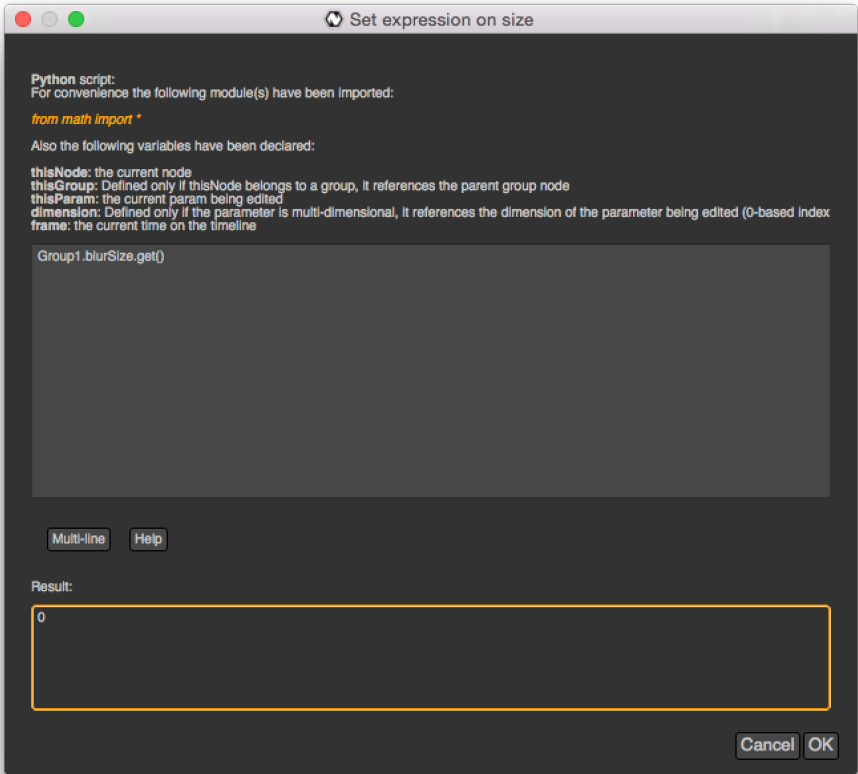 Set expression on size
Python script:
For convenience the following module(s) have been imported:
from math import *
Also the following variables have been declared:
thisNode: the current node
thisGroup: Defined only if thisNode belongs to a group, it references the parent group node
thisParam: the current param being edited
dimension: Defined only if the parameter is multi-dimensional, it references the dimension of the parameter being edited (0-based index
frame: the current time on the timeline
Group1.blurSize.get()
Multi-line Help
Result:
0
Cancel OK